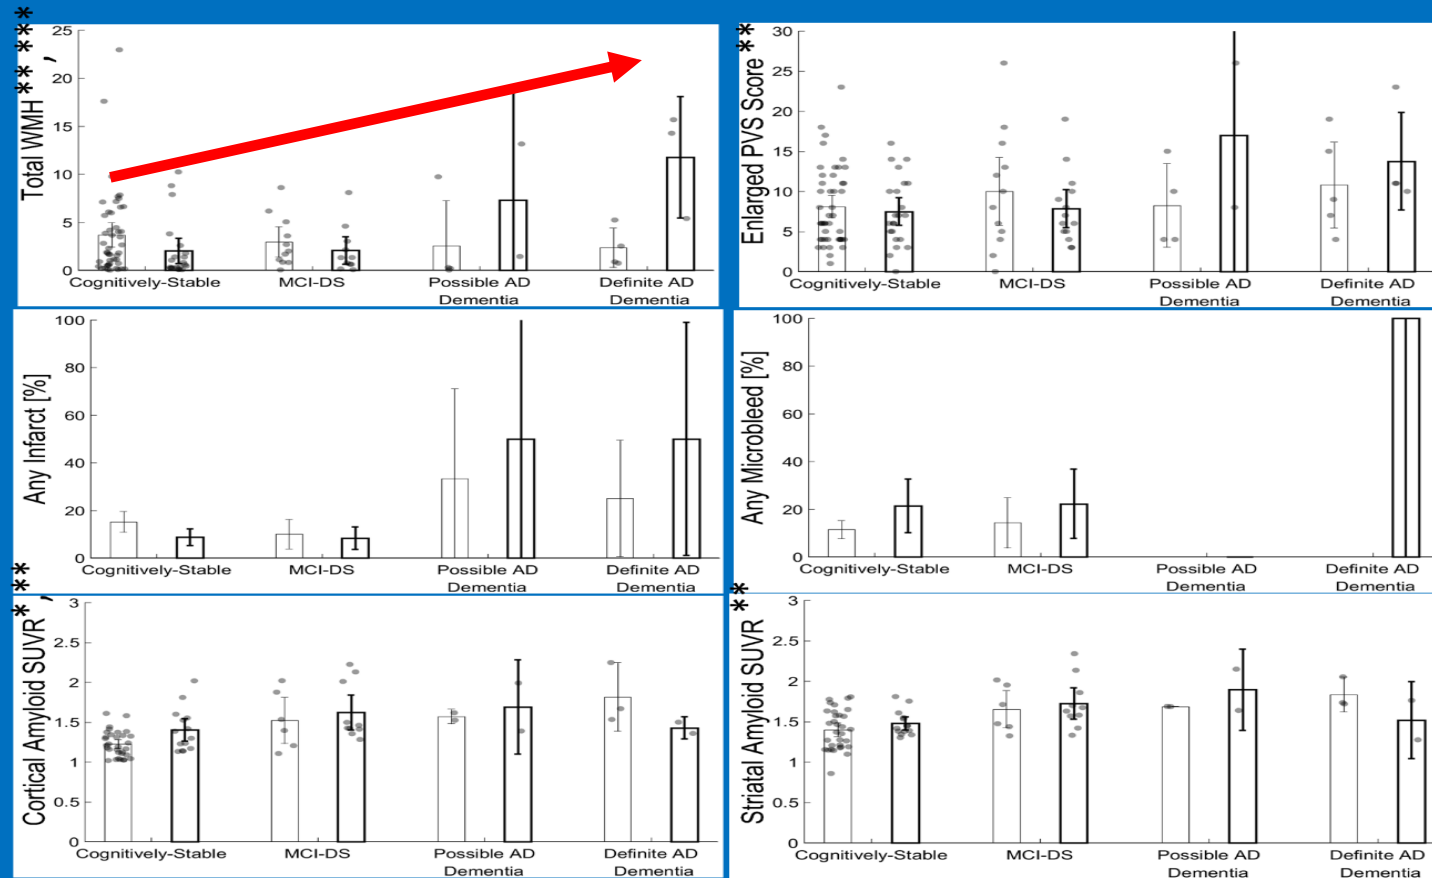 Total WMH **,***
25
20
15
10
5
0
Cognitively-Stable
MCI-DS
Possible AD
Dementia
Definite AD
Dementia
Enlarged PVS Score **
30
25
20
15
10
5
0
Cognitively-Stable
MCI-DS
Possible AD
Dementia
Definite AD
Dementia
Any Infarct [%]
100
80
60
40
20
0
Cognitively-Stable
MCI-DS
Possible AD
Dementia
Definite AD
Dementia
Any Microbleed [%]
100
80
60
40
20
0
Cognitively-Stable
MCI-DS
Possible AD
Dementia
Definite AD
Dementia
Cortical Amyloid SUVR *,**
3
2.5
2
1.5
1
0.5
0
Cognitively-Stable
MCI-DS
Possible AD
Dementia
Definite AD
Dementia
Striatal Amyloid SUVR **
3
2.5
2
1.5
1
0.5
0
Cognitively-Stable
MCI-DS
Possible AD
Dementia
Definite AD
Dementia